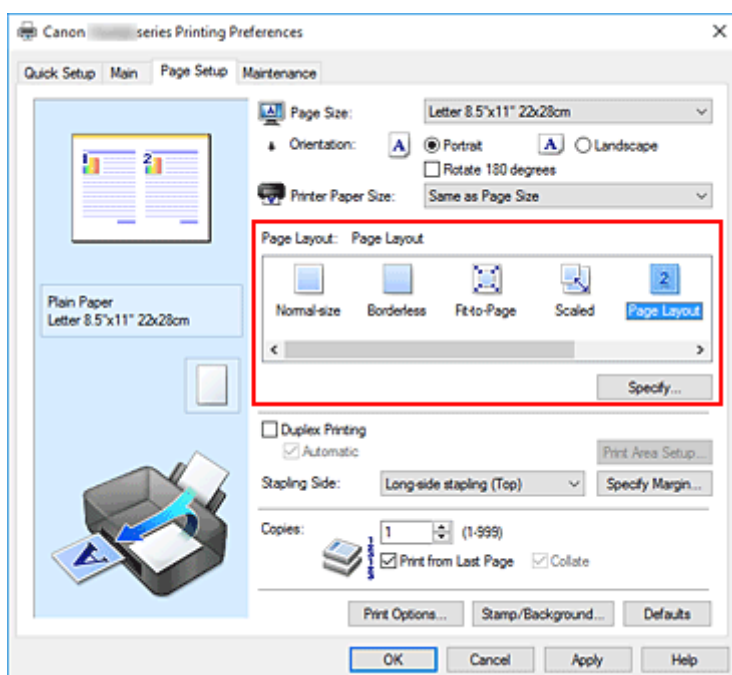 Canon series Printing Preferences
Quick Setup Main Page Setup Maintenance
1 2
Plain Paper
Letter 8.5"x11" 22x28cm
Page Size: Letter 8.5"x11" 22x28cm
Orientation: A Portrait A Landscape
Rotate 180 degrees
Printer Paper Size: Same as Page Size
Page Layout: Page Layout
2
Normal-size Borderless Fit-to-Page Scaled Page Layout
Specify...
Duplex Printing
Automatic Print Area Setup...
Stapling Side: Long-side stapling (Top) Specify Margin...
Copies: 1 (1-999)
Print from Last Page Collate
A
Print Options... Stamp/Background... Defaults
OK Cancel Apply Help